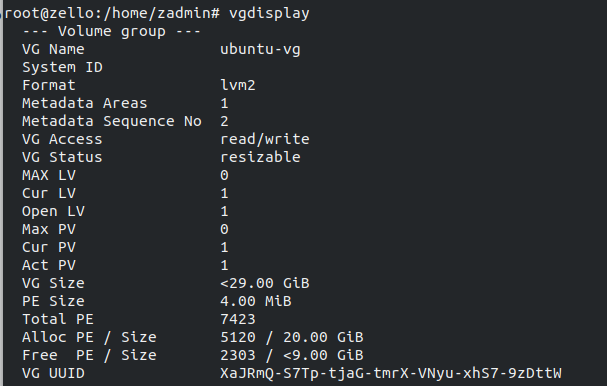 root@zello:/home/zadmin# vgdisplay
--- Volume group ---
VG Name ubuntu-vg
System ID
Format lvm2
Metadata Areas 1
Metadata Sequence No 2
VG Access read/write
VG Status resizable
MAX LV 0
Cur LV 1
Open LV 1
Max PV 0
Cur PV 1
Act PV 1
VG Size <29.00 GiB
PE Size 4.00 MiB
Total PE 7423
Alloc PE / Size 5120 / 20.00 GiB
Free PE / Size 2303 / <9.00 GiB
VG UUID XaJRmQ-S7Tp-tjaG-tmrX-VNyu-xhS7-9zDttW